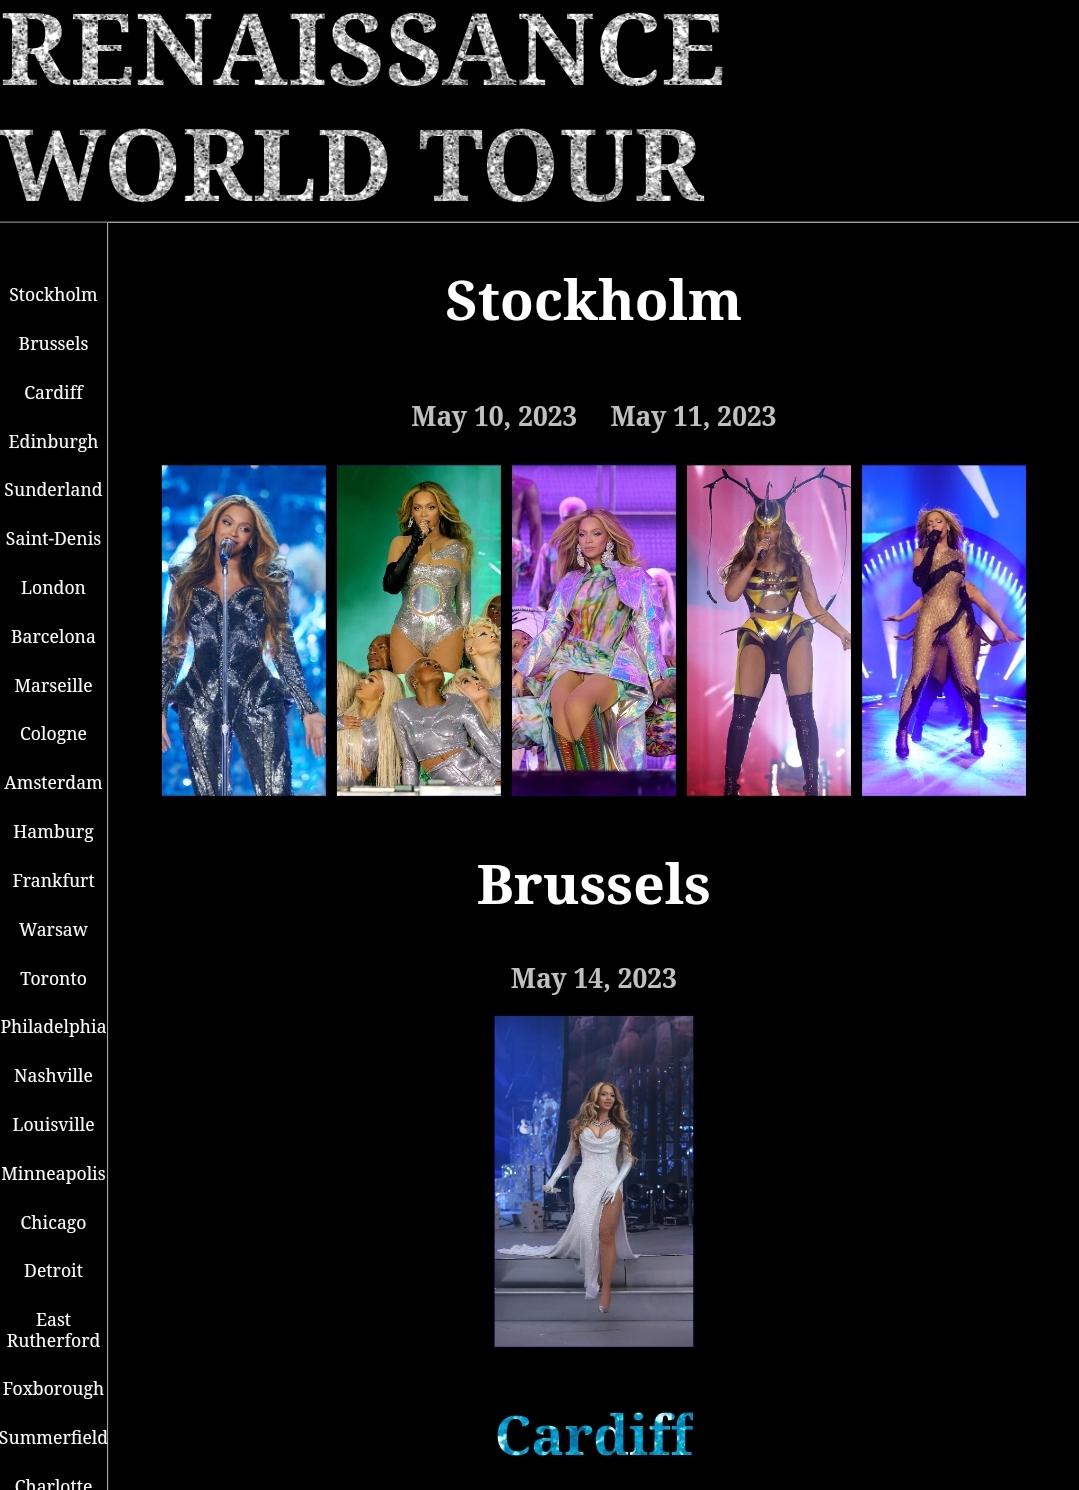 RENAISSANCE
WORLD TOUR
Stockholm
Brussels
Cardiff
Edinburgh
Sunderland
Saint-Denis
London
Barcelona
Marseille
Cologne
Amsterdam
Hamburg
Frankfurt
Warsaw
Toronto
Philadelphia
Nashville
Louisville
Minneapolis
Chicago
Detroit
East
Rutherford
Foxborough
Summerfield
Charlotte
Stockholm
May 10, 2023 May 11, 2023
Brussels
May 14, 2023
Cardiff